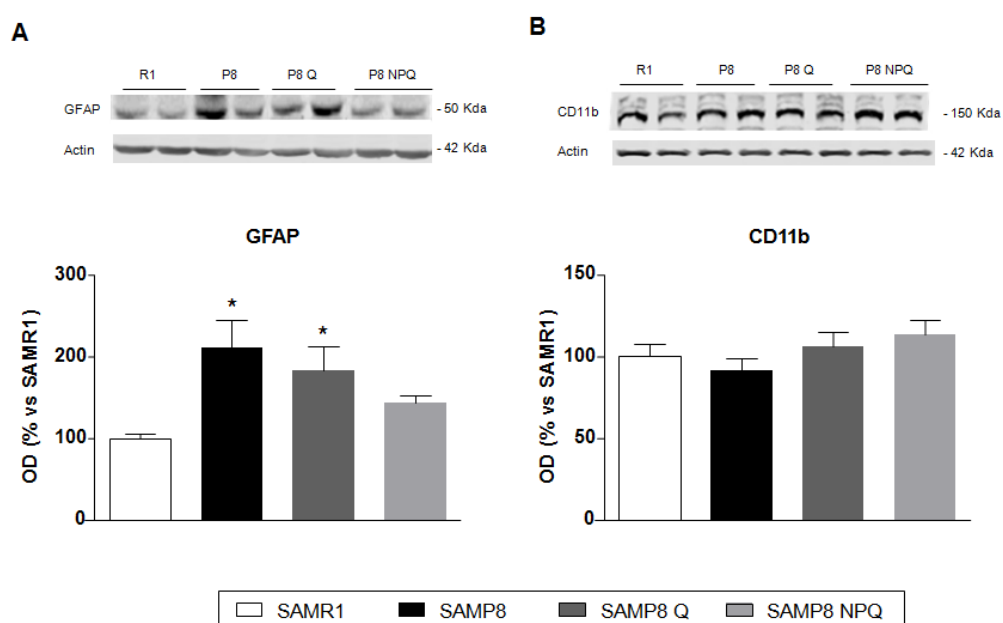 A
R1 P8 P8 Q P8 NPQ
GFAP - 50 Kda
Actin - 42 Kda
B
R1 P8 P8 Q P8 NPQ
CD11b - 150 Kda
Actin - 42 Kda
GFAP
OD (% vs SAMR1)
300
200
100
0
*
*
CD11b
OD (% vs SAMR1)
150
100
50
0
SAMR1 SAMP8 SAMP8 Q SAMP8 NPQ